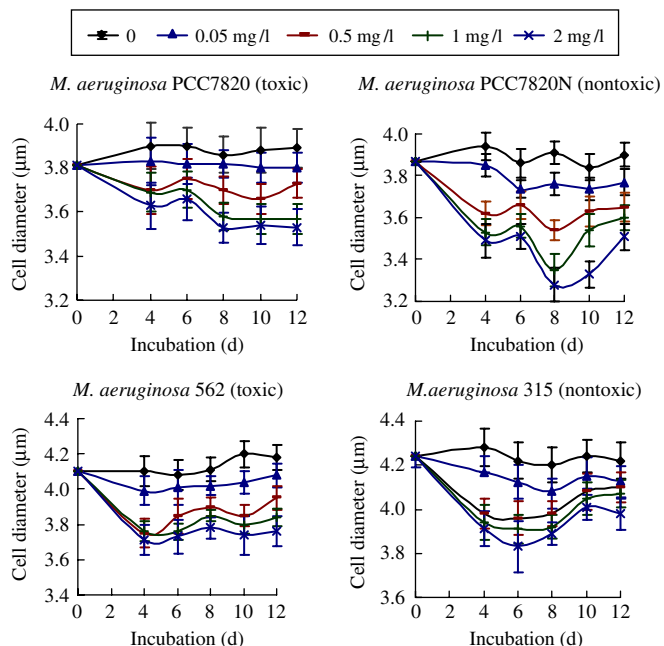 0 0.05 mg/l 0.5 mg/l 1 mg/l 2 mg/l
M. aeruginosa PCC7820 (toxic)
Cell diameter (μm)
4.0
3.8
3.6
3.4
3.2
0 2 4 6 8 10 12
Incubation (d)
M. aeruginosa PCC7820N (nontoxic)
Cell diameter (μm)
4.0
3.8
3.6
3.4
3.2
0 2 4 6 8 10 12
Incubation (d)
M. aeruginosa 562 (toxic)
Cell diameter (μm)
4.4
4.2
4.0
3.8
3.6
3.4
0 2 4 6 8 10 12
Incubation (d)
M.aeruginosa 315 (nontoxic)
Cell diameter (μm)
4.4
4.2
4.0
3.8
3.6
0 2 4 6 8 10 12
Incubation (d)